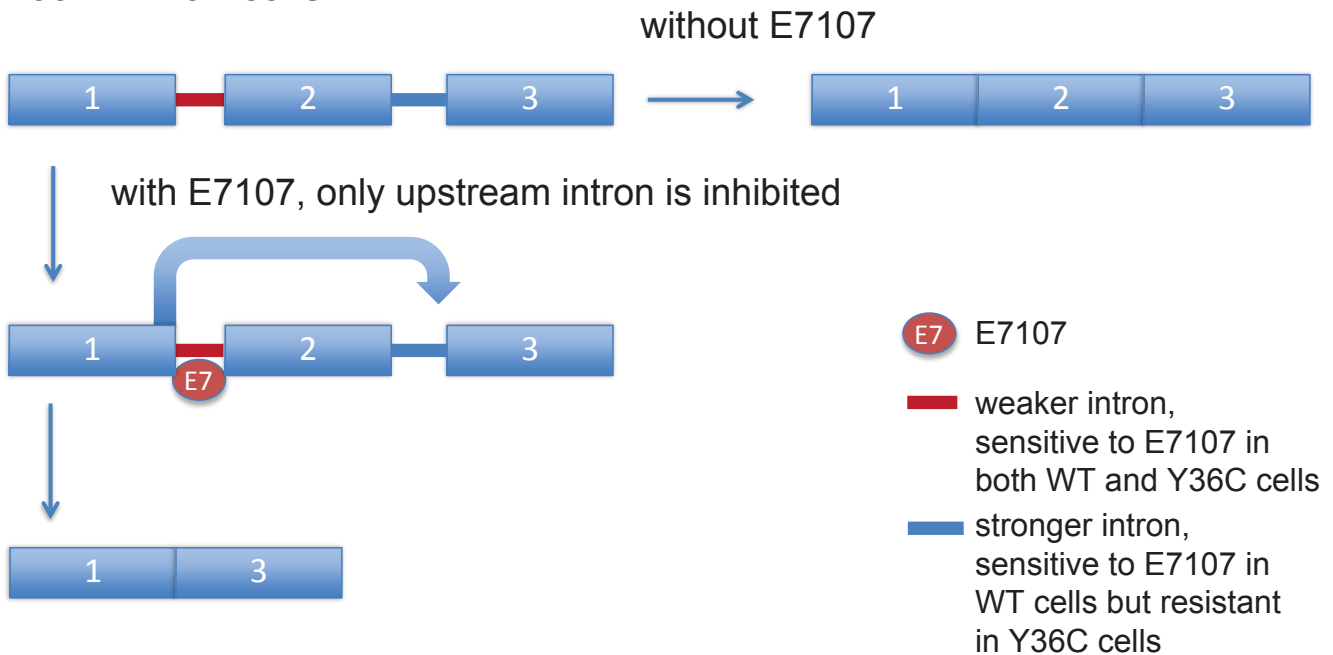 without E7107
1 2 3 1 2 3
with E7107, only upstream intron is inhibited
1 2 3
E7
E7 E7107
weaker intron,
sensitive to E7107 in
both WT and Y36C cells
stronger intron,
sensitive to E7107 in
WT cells but resistant
in Y36C cells
1 3